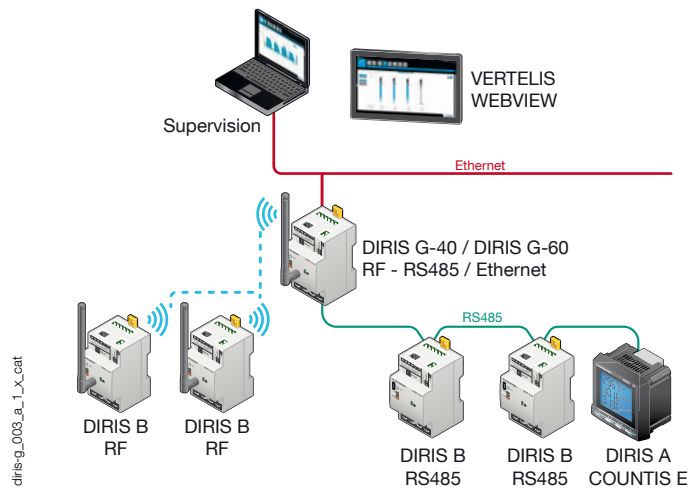 VERTELIS
WEBVIEW
Supervision
Ethernet
DIRIS G-40 / DIRIS G-60
RF - RS485 / Ethernet
RS485
DIRIS B
RF
DIRIS B
RF
DIRIS B
RS485
DIRIS B
RS485
DIRIS A
COUNTIS E
diris-g_003_a_1_x_cat